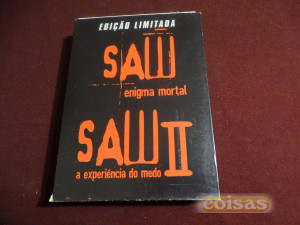 EDIÇÃO LIMITADA
SAW
enigma mortal
SAW II
a experiência do medo
coisas